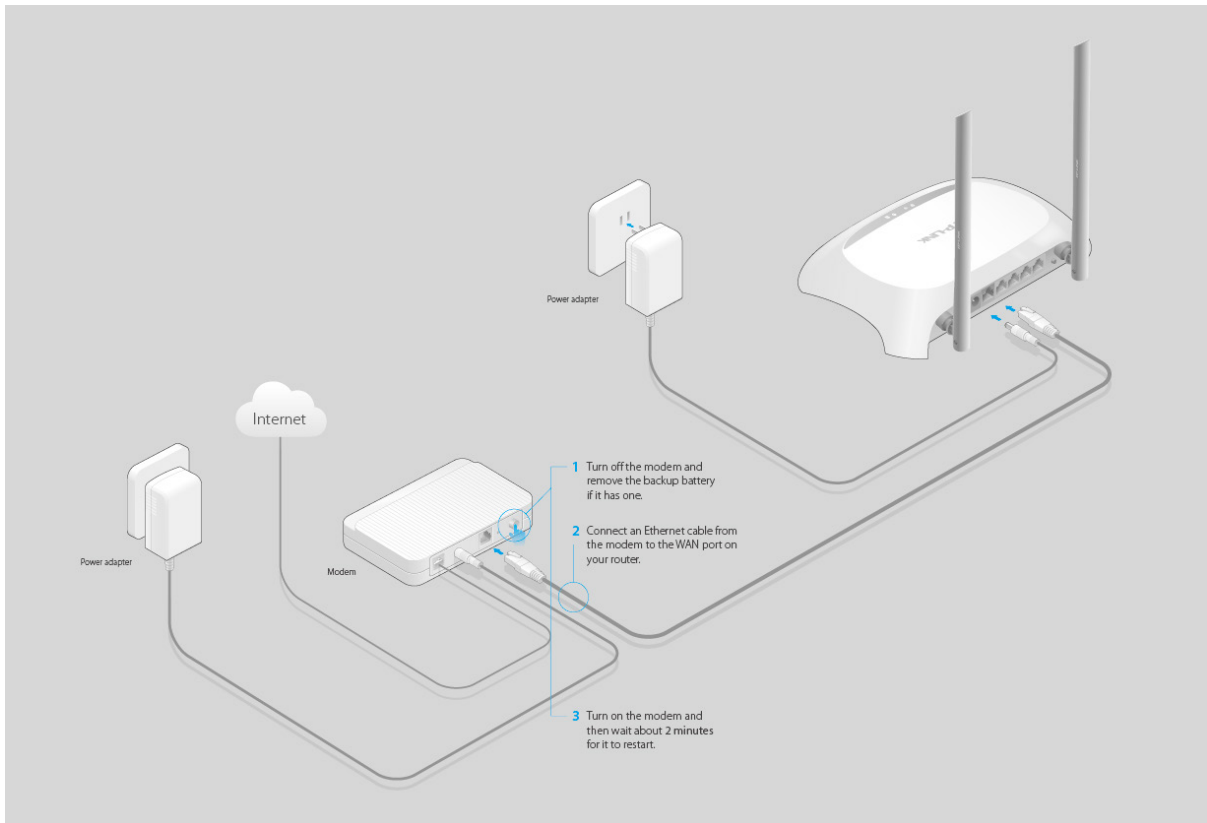 TP-LINK
Power adapter
Internet
1 Turn off the modem and
remove the backup battery
if it has one.
2 Connect an Ethernet cable from
the modem to the WAN port on
your router.
Power adapter
Modem
3 Turn on the modem and
then wait about 2 minutes
for it to restart.